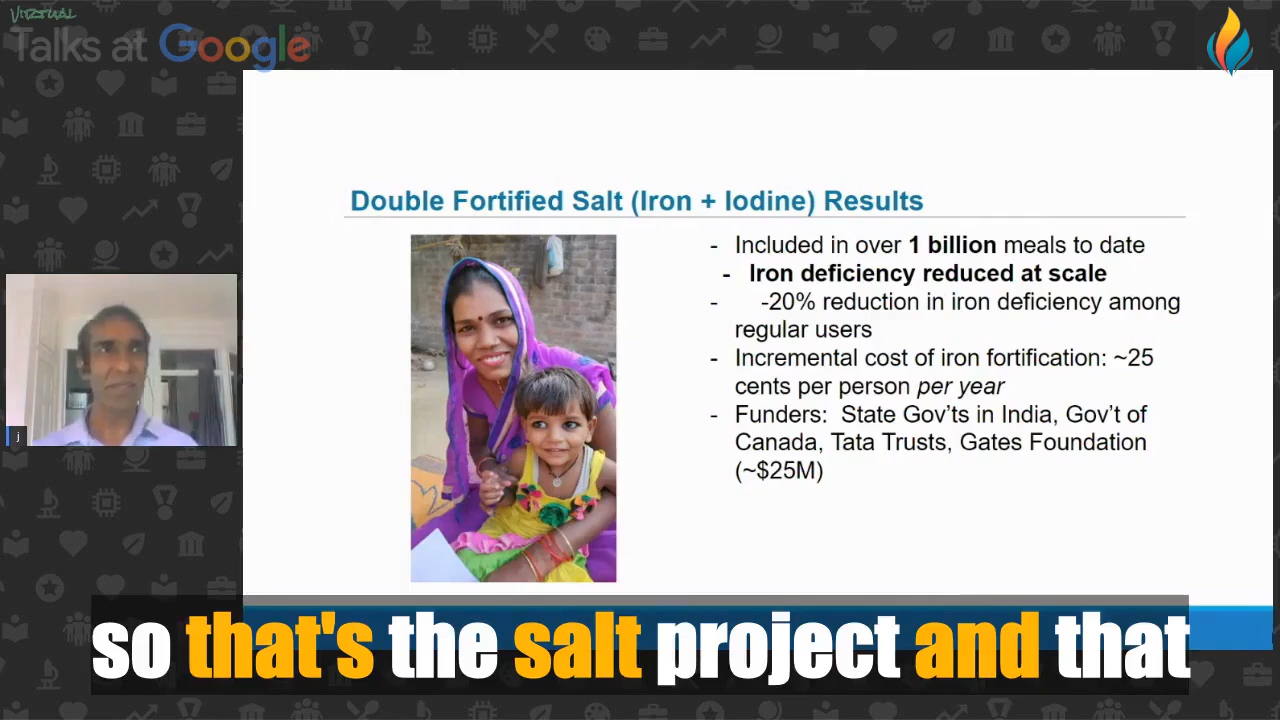 VIRTUAL
Talks at Google
Double Fortified Salt (Iron + Iodine) Results
- Included in over 1 billion meals to date
- Iron deficiency reduced at scale
- -20% reduction in iron deficiency among
regular users
- Incremental cost of iron fortification: ~25
cents per person per year
- Funders: State Gov'ts in India, Gov't of
Canada, Tata Trusts, Gates Foundation
(~$25M)
j
so that's the salt project and that